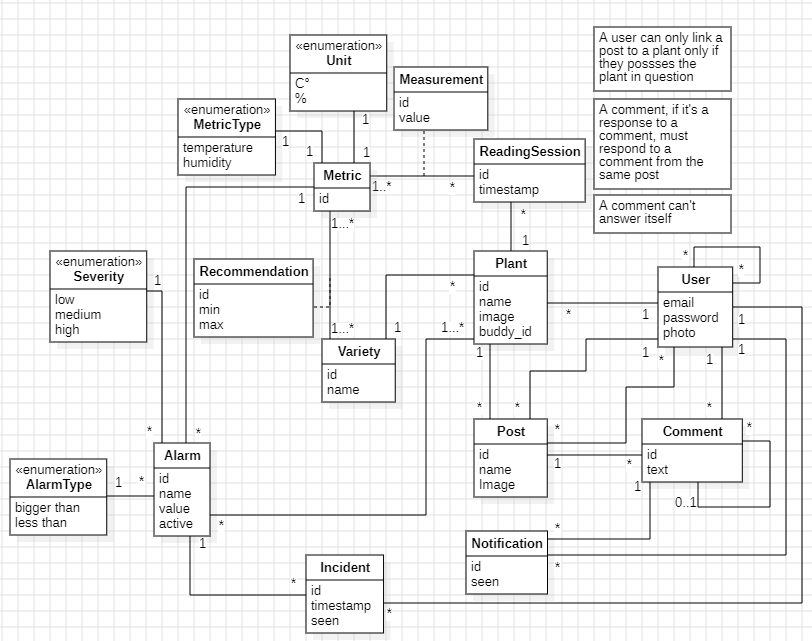 «enumeration»
Unit
C°
%
Measurement
id
value
A user can only link a
post to a plant only if
they possses the
plant in question
«enumeration»
MetricType
temperature
humidity
A comment, if it's a
response to a
comment, must
respond to a
comment from the
same post
A comment can't
answer itself
1
1
1
1
Metric
id
1..*
*
ReadingSession
id
timestamp
1
1...*
*
1
«enumeration»
Severity
low
medium
high
1
Recommendation
id
min
max
Plant
id
name
image
buddy_id
*
*
User
email
password
photo
*
*
1
1
1...*
1
1...*
Variety
id
name
1
1
*
1
1
*
*
*
*
*
*
Alarm
id
name
value
active
Post
id
name
Image
*
1
*
Comment
id
text
*
0..1
1
«enumeration»
AlarmType
bigger than
less than
1
*
*
1
Notification
id
seen
*
*
Incident
id
timestamp
seen
*
*